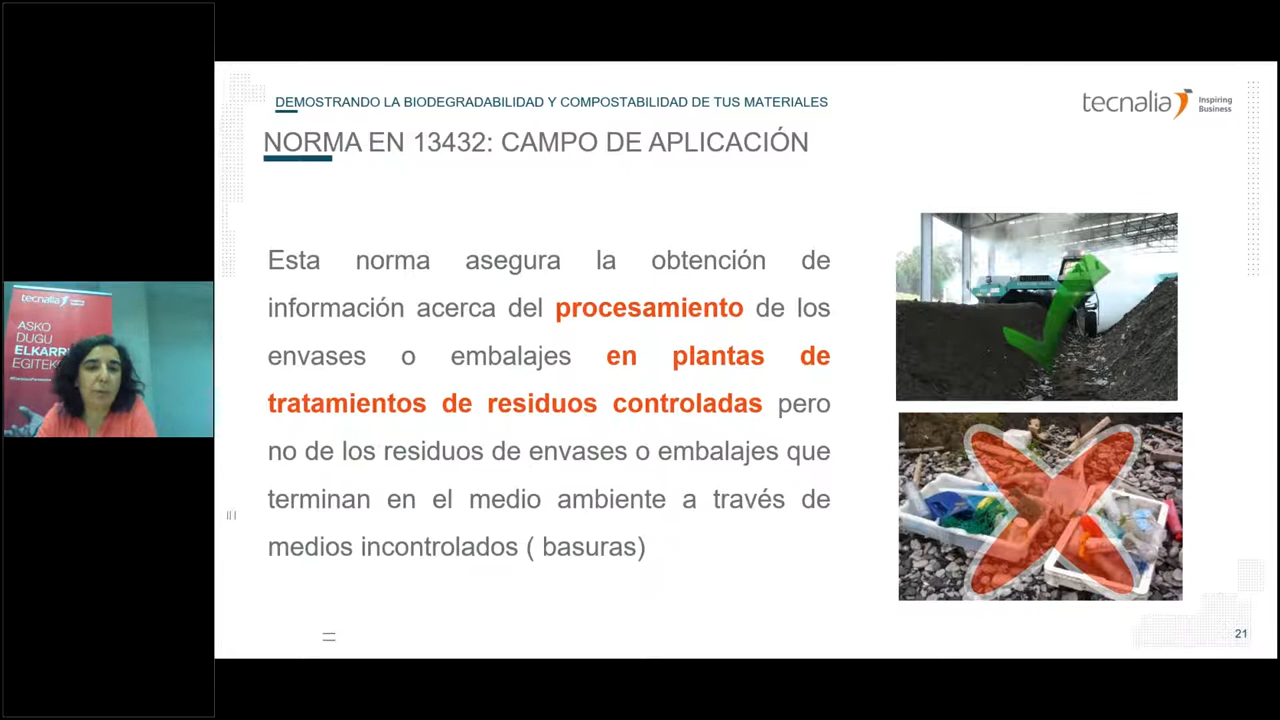 DEMOSTRANDO LA BIODEGRADABILIDAD Y COMPOSTABILIDAD DE TUS MATERIALES
tecnalia Inspiring
Business
NORMA EN 13432: CAMPO DE APLICACIÓN
Esta norma asegura la obtención de
información acerca del procesamiento de los
envases o embalajes en plantas de
tratamientos de residuos controladas pero
no de los residuos de envases o embalajes que
terminan en el medio ambiente a través de
medios incontrolados ( basuras)
21
tecnalia
ASKO
DUGU
ELKARR
EGITEK